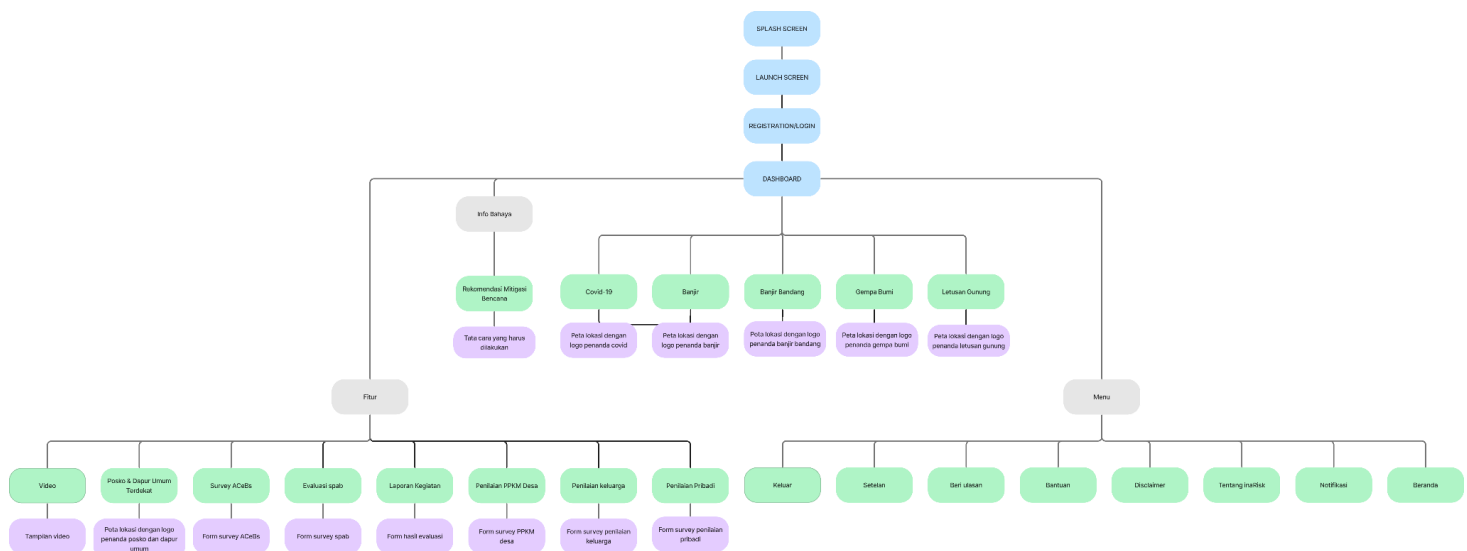 SPLASH SCREEN
LAUNCH SCREEN
REGISTRATION/LOGIN
DASHBOARD
Info Bahaya
Rekomendasi Mitigasi
Bencana
Covid-19
Banjir
Banjir Bandang
Gempa Bumi
Letusan Gunung
Tata cara yang harus
dilakukan
Peta lokasi dengan
logo penanda covid
Peta lokasi dengan
logo penanda banjir
Peta lokasi dengan logo
penanda banjir bandang
Peta lokasi dengan logo
penanda gempa bumi
Peta lokasi dengan logo
penanda letusan gunung
Fitur
Menu
Video
Posko & Dapur Umum
Terdekat
Survey ACeBs
Evaluasi spab
Laporan Kegiatan
Penilaian PPKM Desa
Penilaian keluarga
Penilaian Pribadi
Keluar
Setelan
Beri ulasan
Bantuan
Disclaimer
Tentang inaRisk
Notifikasi
Beranda
Tampilan video
Peta lokasi dengan logo
penanda posko dan dapur
umum
Form survey ACeBs
Form survey spab
Form hasil evaluasi
Form survey PPKM
desa
Form survey penilaian
keluarga
Form survey penilaian
pribadi